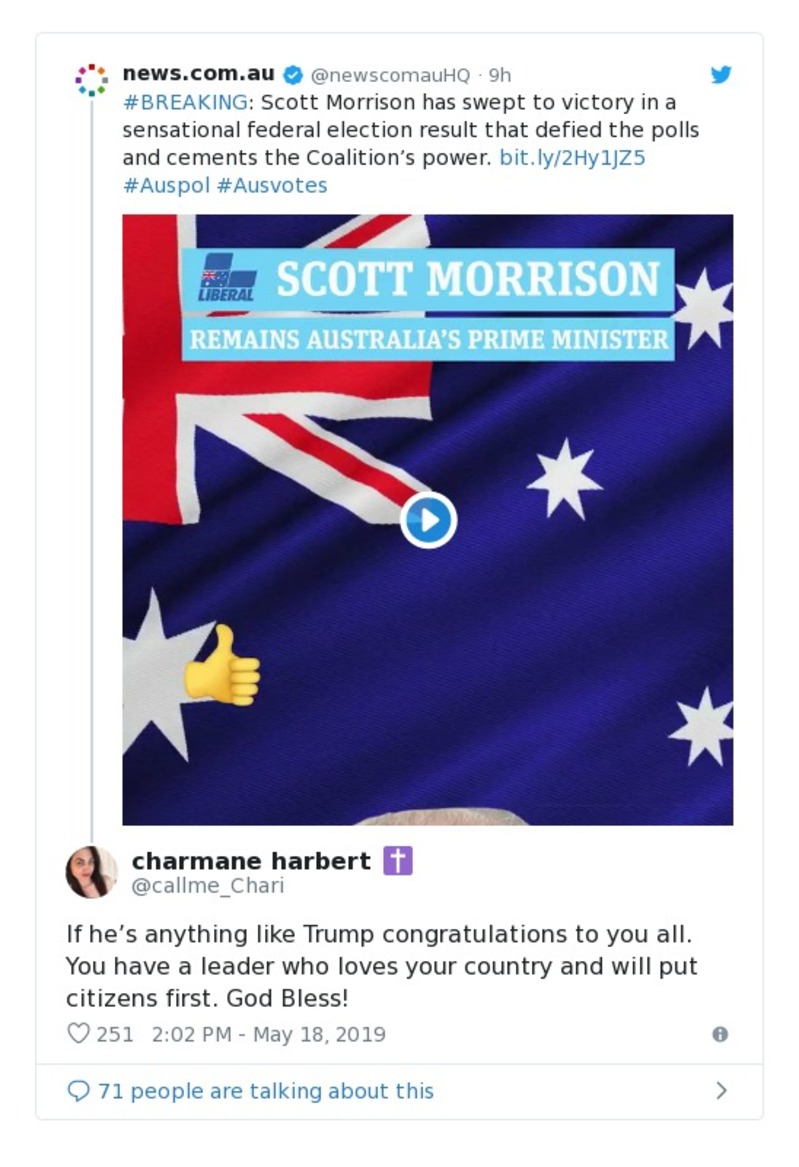 news.com.au @newscomauHQ · 9h
#BREAKING: Scott Morrison has swept to victory in a
sensational federal election result that defied the polls
and cements the Coalition’s power. bit.ly/2Hy1JZ5
#Auspol #Ausvotes
LIBERAL SCOTT MORRISON
REMAINS AUSTRALIA’S PRIME MINISTER
charmane harbert ✝️
@callme_Chari
If he’s anything like Trump congratulations to you all.
You have a leader who loves your country and will put
citizens first. God Bless!
251 2:02 PM - May 18, 2019
71 people are talking about this